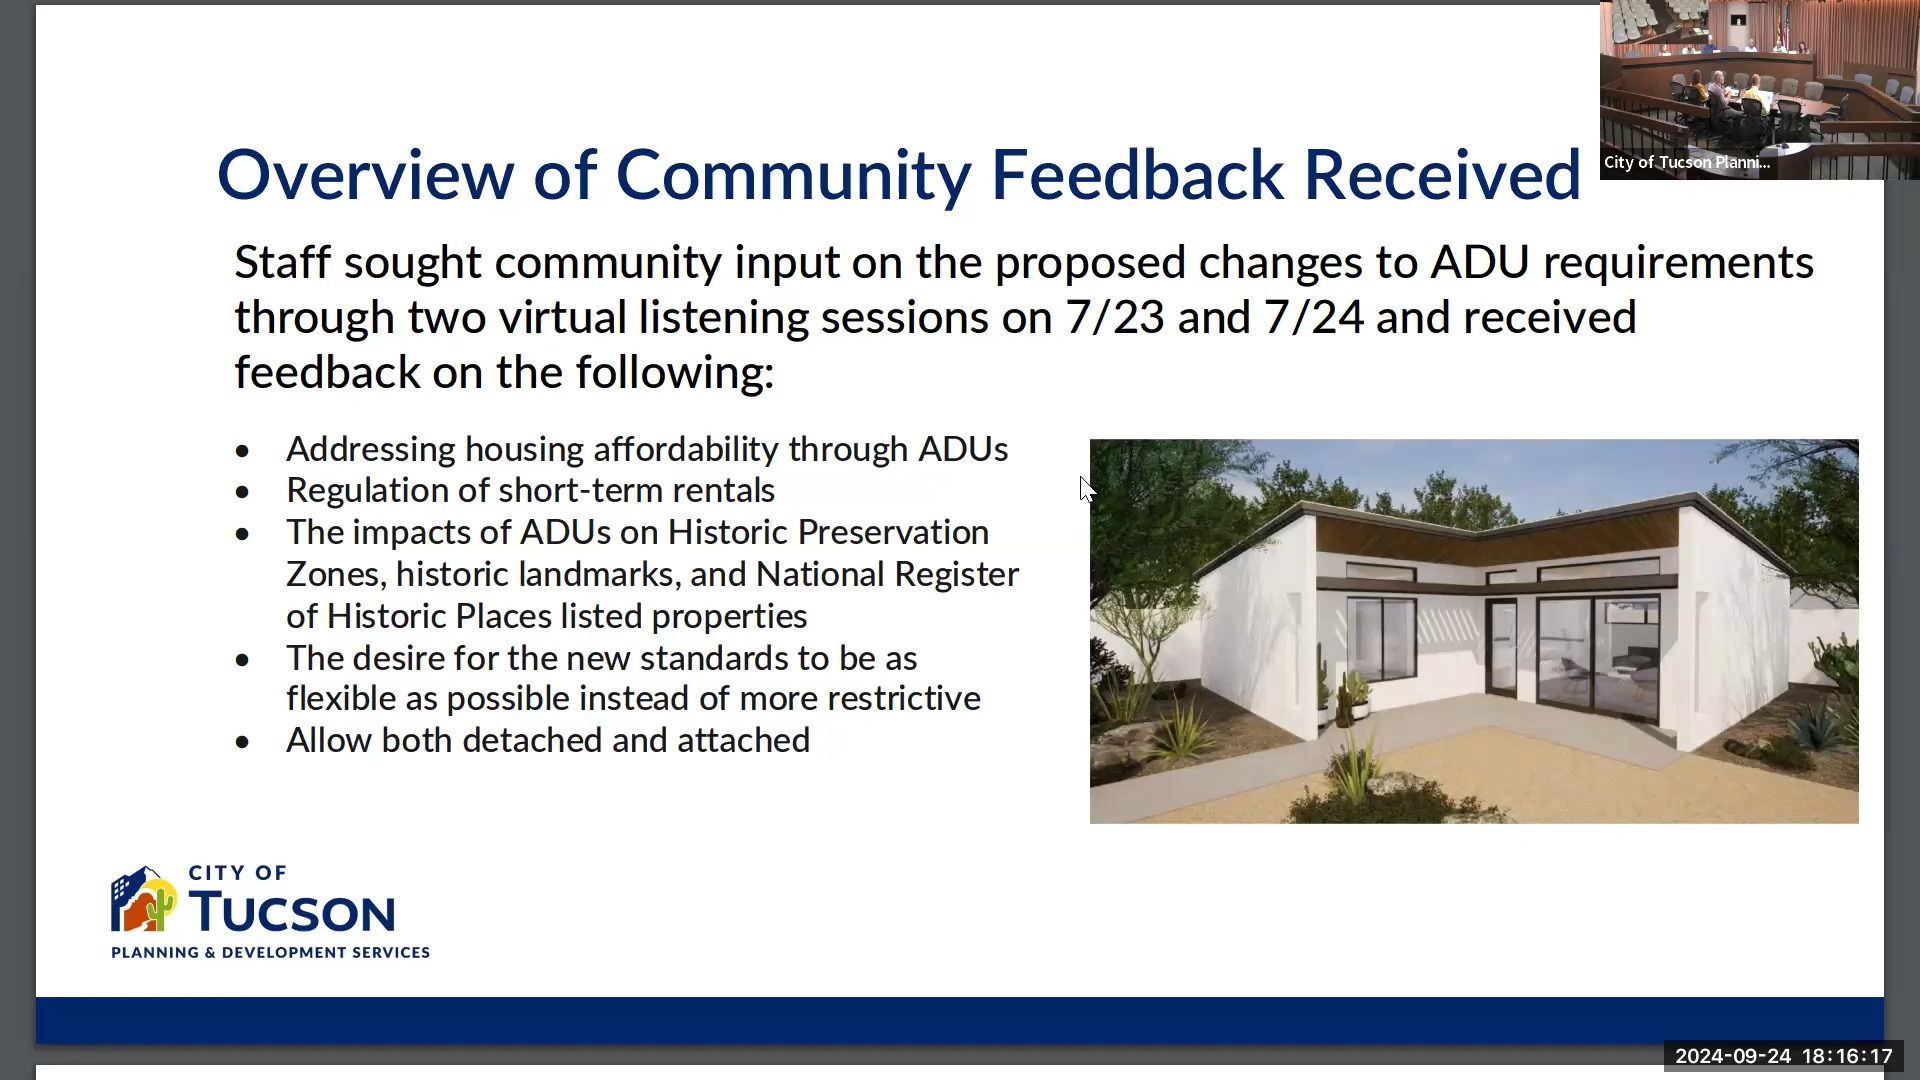 City of Tucson Planni...
Overview of Community Feedback Received
Staff sought community input on the proposed changes to ADU requirements
through two virtual listening sessions on 7/23 and 7/24 and received
feedback on the following:
• Addressing housing affordability through ADUs
• Regulation of short-term rentals
• The impacts of ADUs on Historic Preservation
Zones, historic landmarks, and National Register
of Historic Places listed properties
• The desire for the new standards to be as
flexible as possible instead of more restrictive
• Allow both detached and attached
CITY OF
TUCSON
PLANNING & DEVELOPMENT SERVICES
2024-09-24 18:16:17